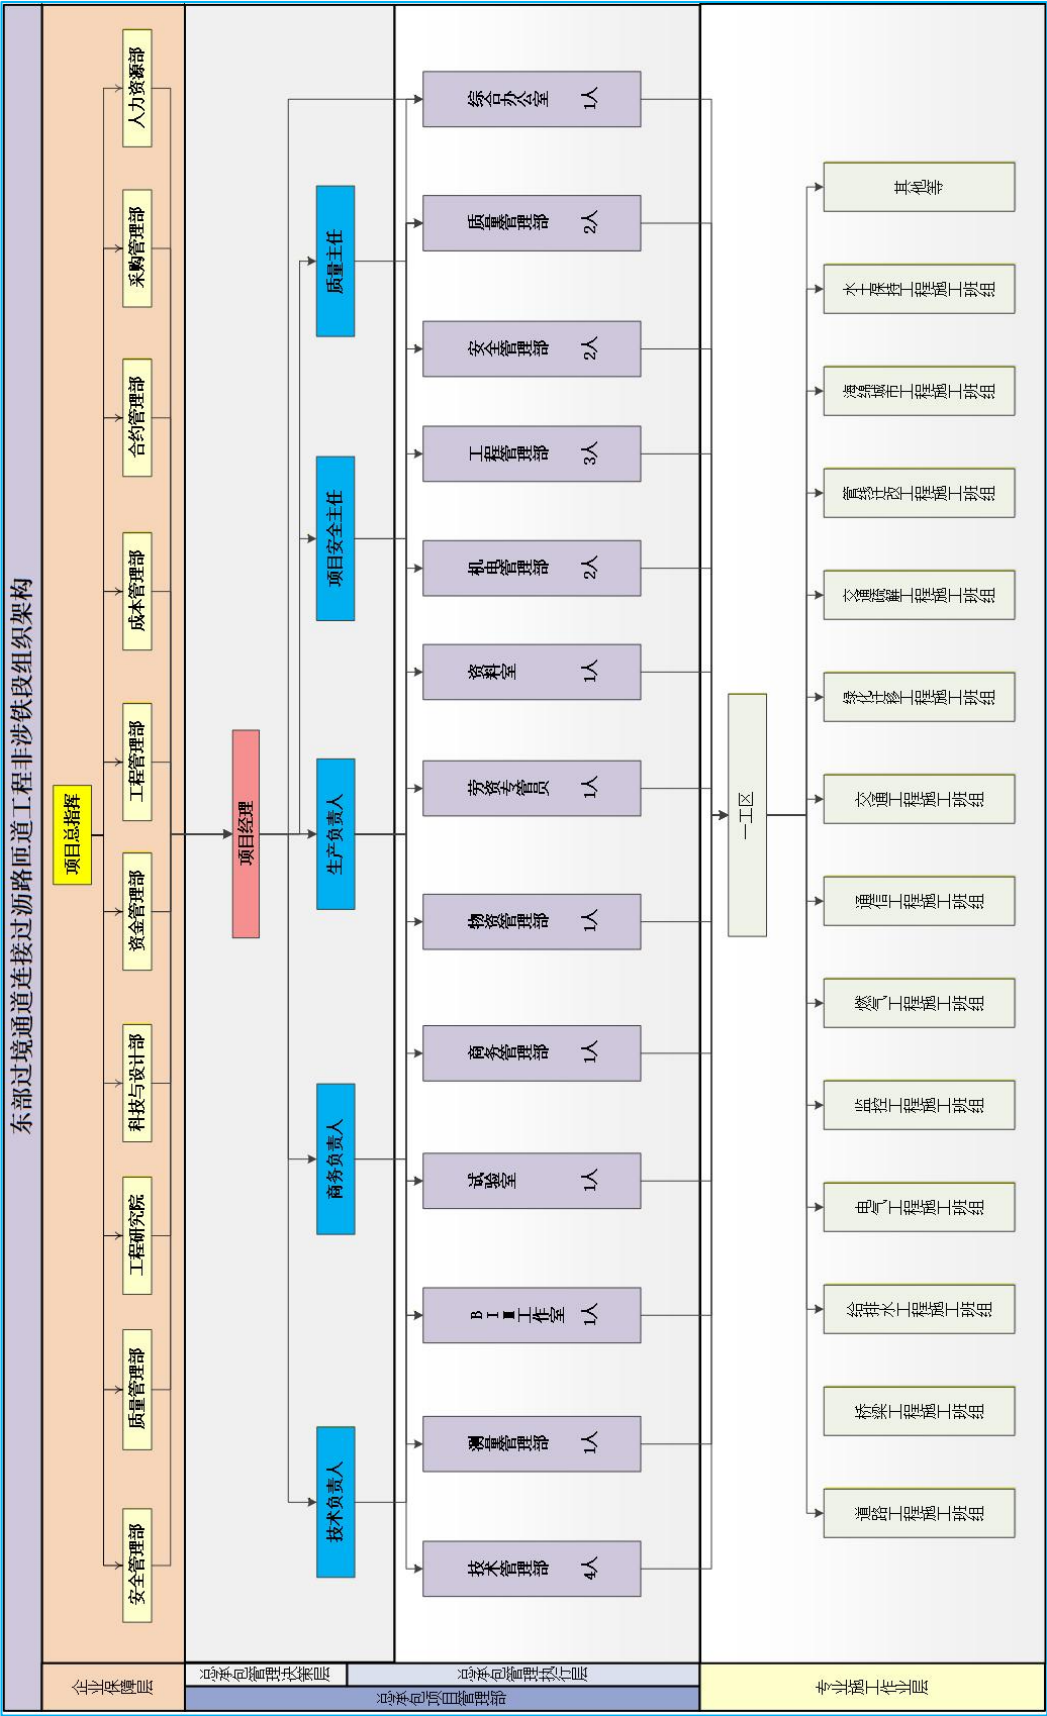 东部过境通道连接过沥路匝道工程非涉铁段组织架构
企业保障层
项目总指挥
安全管理部
质量管理部
工程研究院
科技与设计部
资金管理部
工程管理部
成本管理部
合约管理部
采购管理部
人力资源部
总承包项目管理部
总承包管理决策层
项目经理
技术负责人
商务负责人
生产负责人
项目安全主任
质量主任
总承包管理执行层
技术管理部
4人
测量管理部
1人
BIM工作室
1人
试验室
1人
商务管理部
1人
物资管理部
1人
劳资专管员
1人
资料室
1人
机电管理部
2人
工程管理部
3人
安全管理部
2人
质量管理部
2人
综合办公室
1人
专业施工作业层
一工区
道路工程施工班组
桥梁工程施工班组
给排水工程施工班组
电气工程施工班组
监控工程施工班组
燃气工程施工班组
通信工程施工班组
交通工程施工班组
绿化迁移工程施工班组
交通疏解工程施工班组
管线迁改工程施工班组
海绵城市工程施工班组
水土保持工程施工班组
其他等